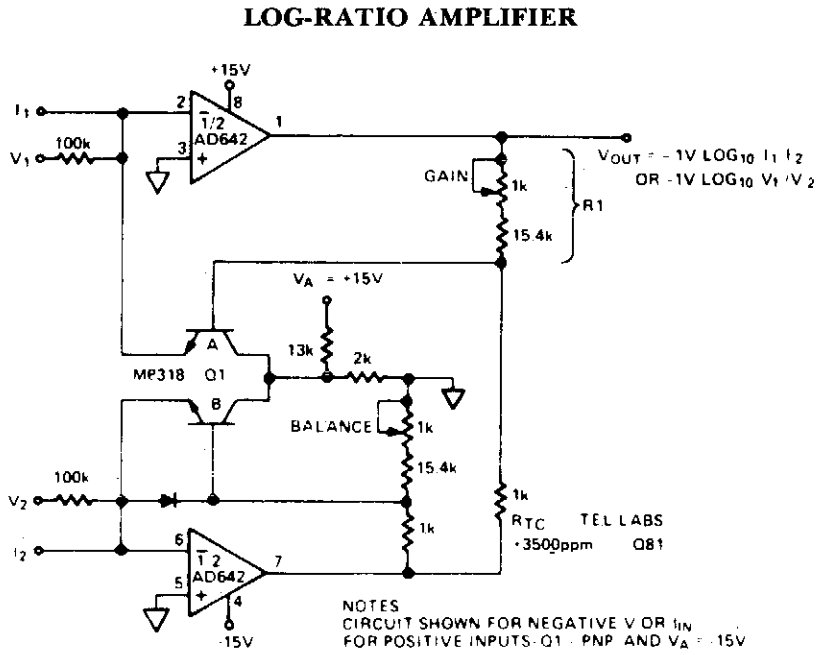 LOG-RATIO AMPLIFIER
+15V
I1
2
8
1
1/2
AD642
100k
V1
3
+
VOUT = -1V LOG10 I1 I2
OR -1V LOG10 V1/V2
GAIN
1k
R1
15.4k
VA = +15V
A
13k
2k
MP318 Q1
B
BALANCE
1k
15.4k
100k
V2
1k
1k
RTC TEL LABS
+3500ppm Q81
I2
6
7
1 2
AD642
5
+
4
-15V
NOTES
CIRCUIT SHOWN FOR NEGATIVE V OR IIN
FOR POSITIVE INPUTS-Q1 - PNP AND VA = -15V